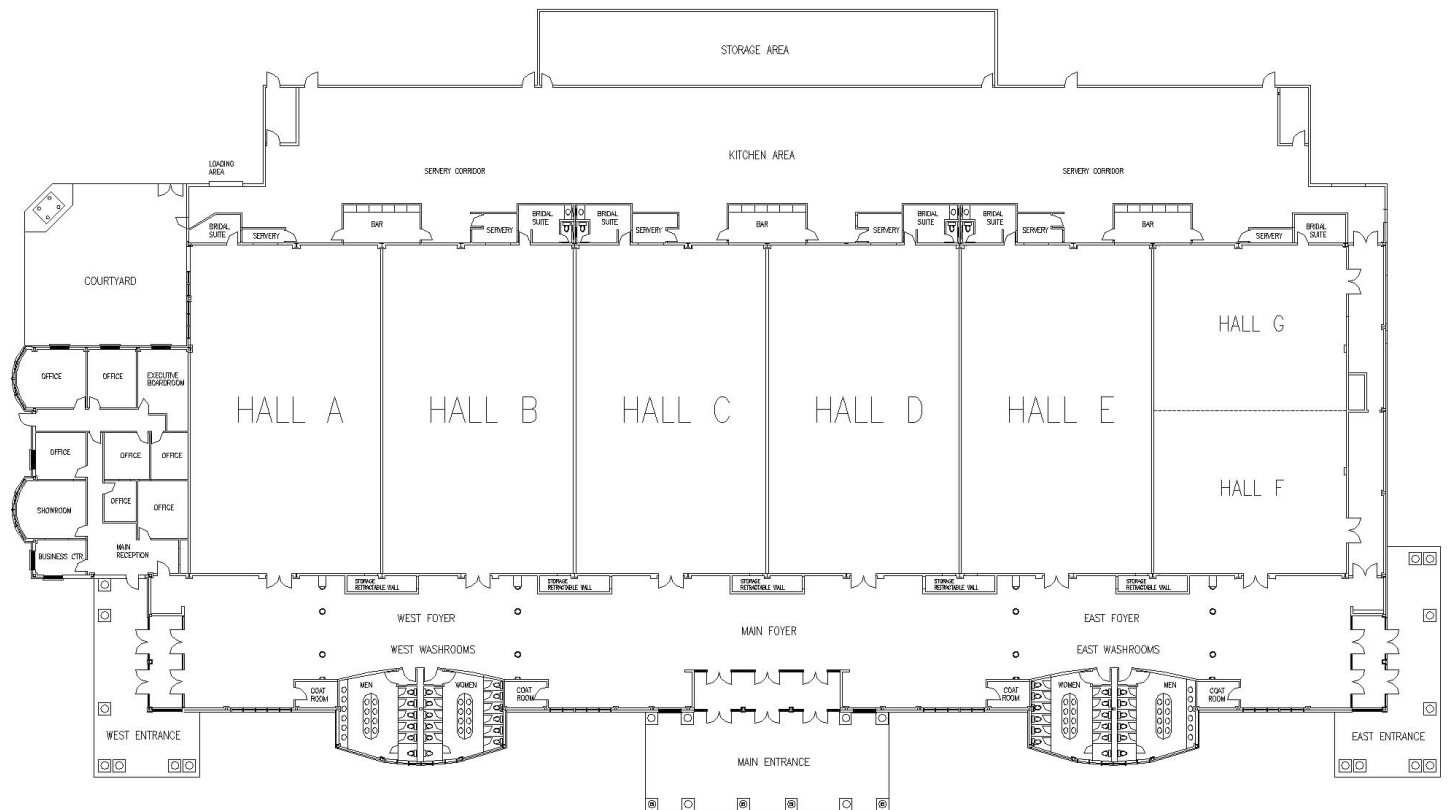 STORAGE AREA
KITCHEN AREA
LOADING
AREA
SERVERY CORRIDOR
SERVERY CORRIDOR
BRIDAL
SUITE
SERVERY
BAR
SERVERY
BRIDAL
SUITE
BRIDAL
SUITE
SERVERY
BAR
SERVERY
BRIDAL
SUITE
BRIDAL
SUITE
SERVERY
BAR
SERVERY
BRIDAL
SUITE
COURTYARD
HALL G
OFFICE
OFFICE
EXECUTIVE
BOARDROOM
HALL A
HALL B
HALL C
HALL D
HALL E
OFFICE
OFFICE
OFFICE
HALL F
SHOWROOM
OFFICE
OFFICE
BUSINESS CTR.
MAIN
RECEPTION
STORAGE
RETRACTABLE WALL
STORAGE
RETRACTABLE WALL
STORAGE
RETRACTABLE WALL
STORAGE
RETRACTABLE WALL
STORAGE
RETRACTABLE WALL
WEST FOYER
MAIN FOYER
EAST FOYER
WEST WASHROOMS
EAST WASHROOMS
COAT
ROOM
MEN
WOMEN
COAT
ROOM
COAT
ROOM
WOMEN
MEN
COAT
ROOM
WEST ENTRANCE
MAIN ENTRANCE
EAST ENTRANCE